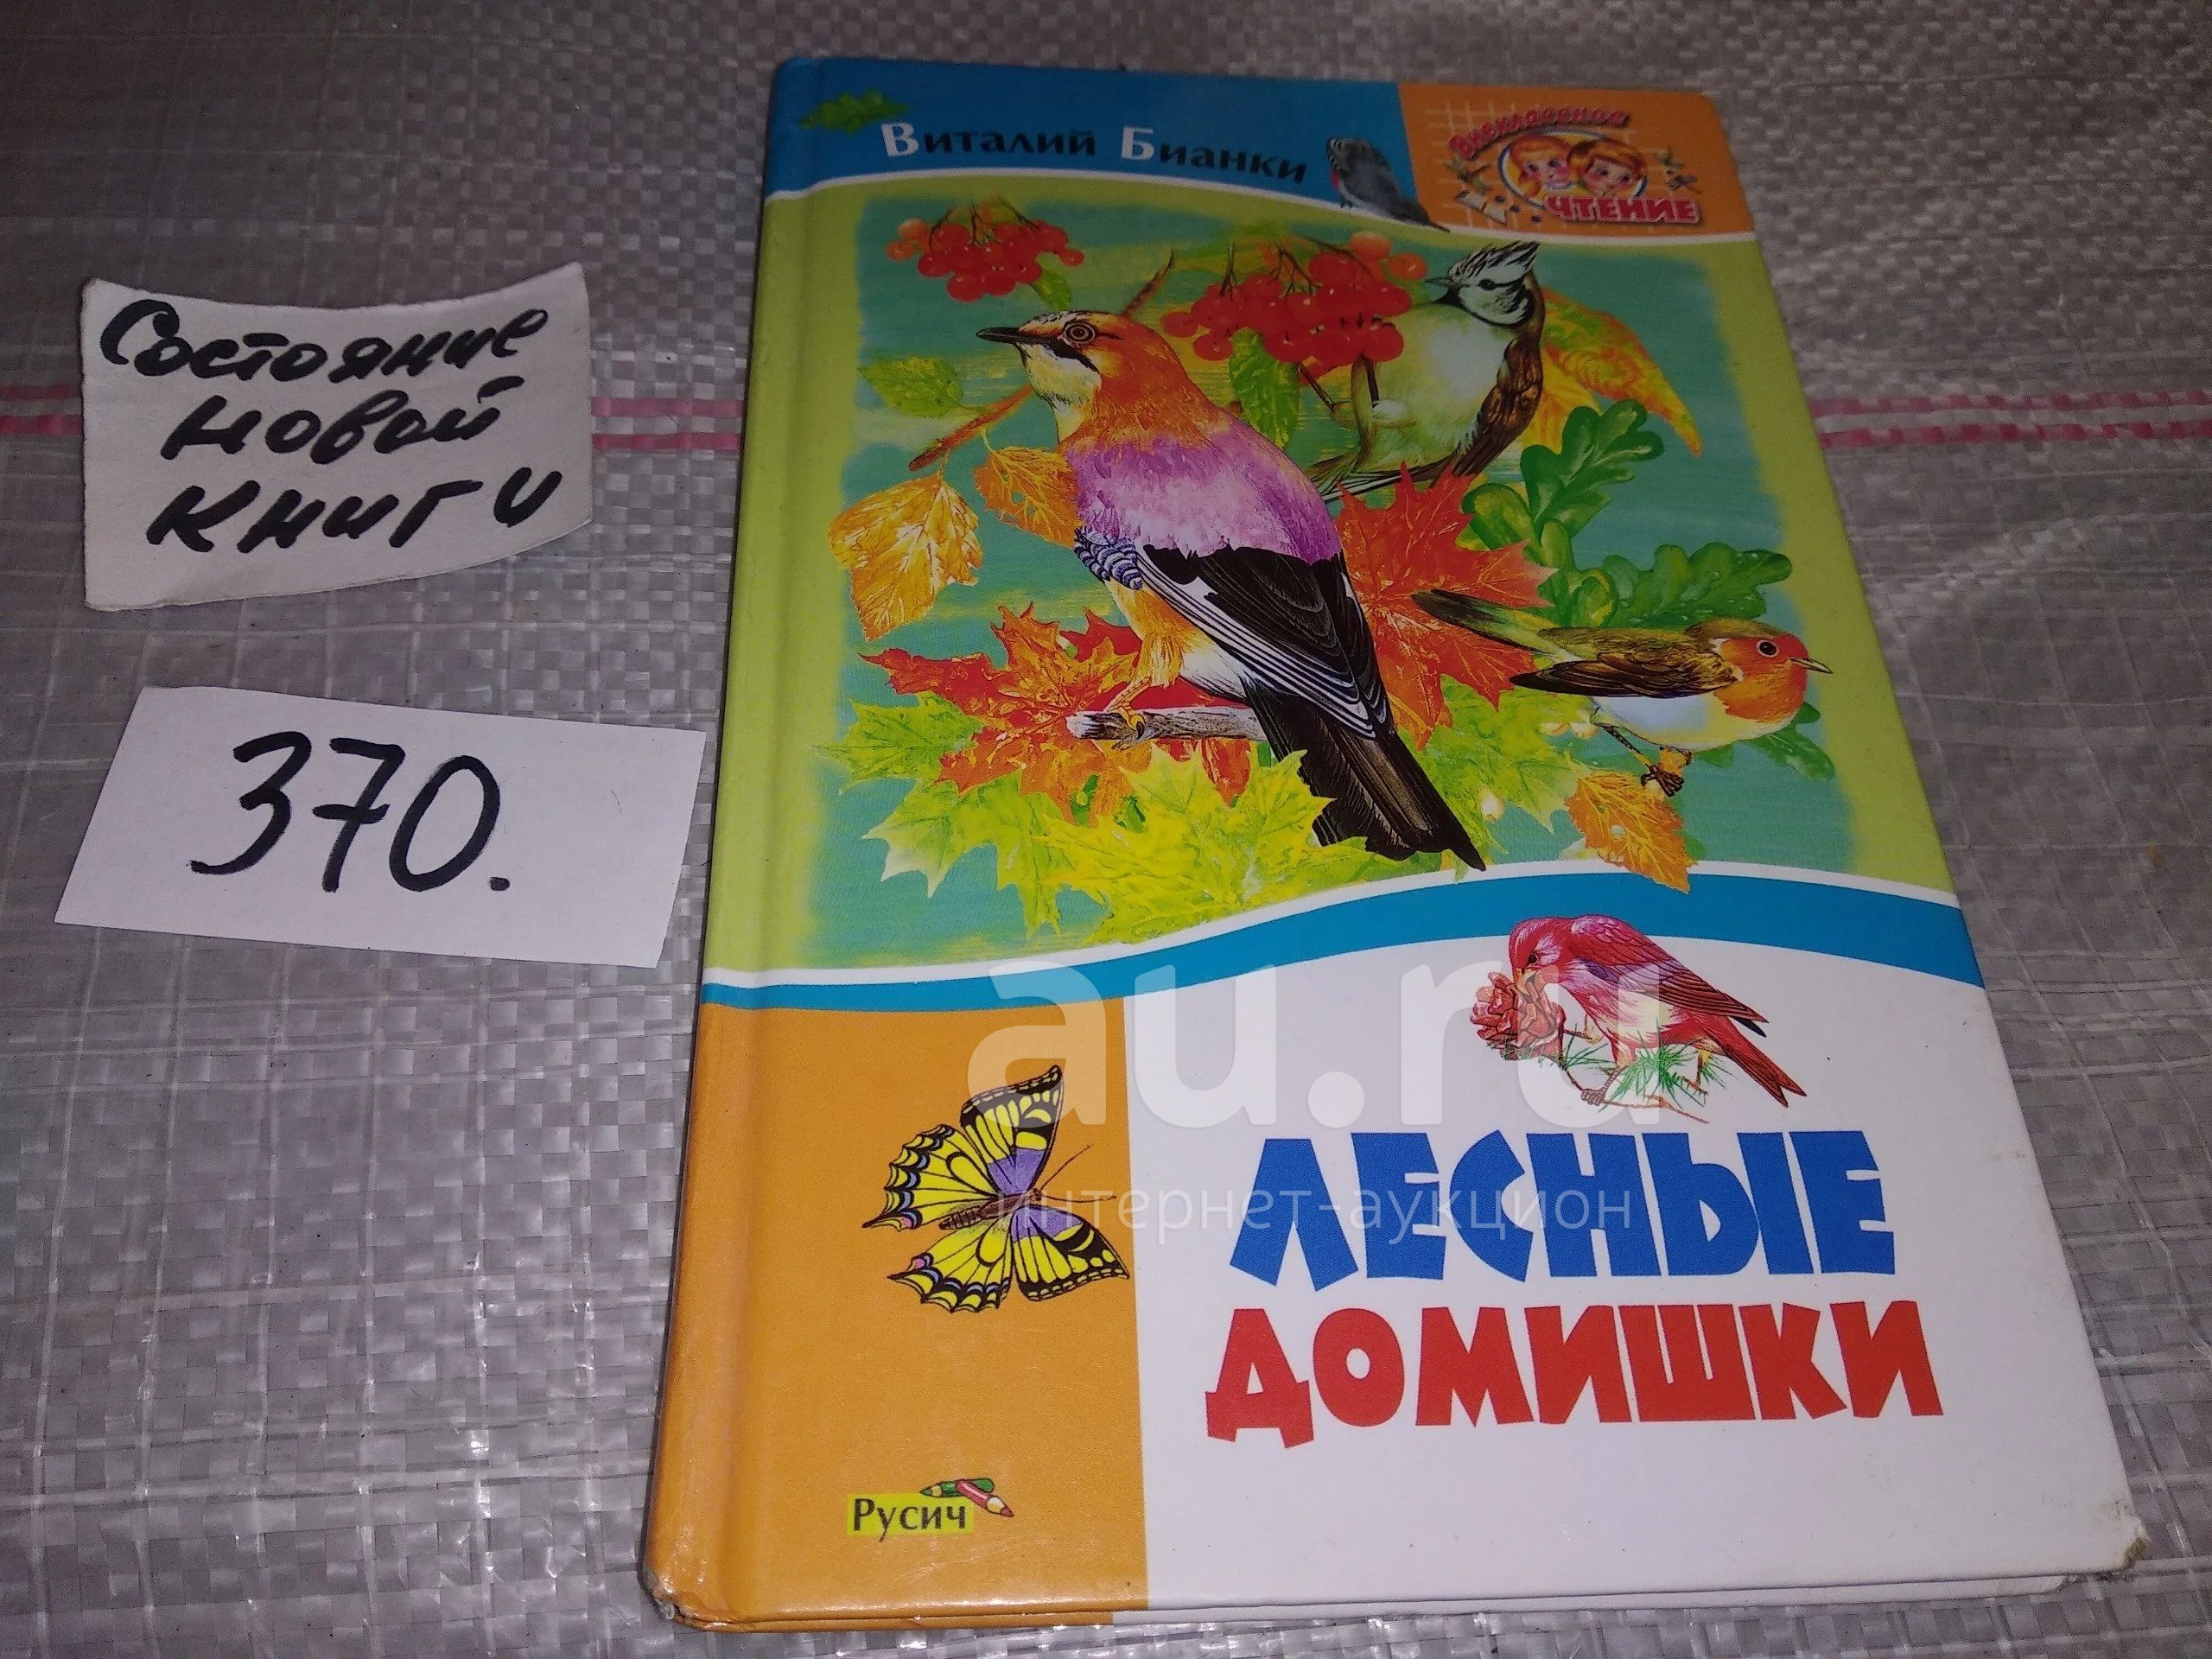 Виталий Бианки
Внеклассное
ЧТЕНИЕ
Состояние
новой
книги
370.
au.ru
интернет-аукцион
ЛЕСНЫЕ
ДОМИШКИ
Русич